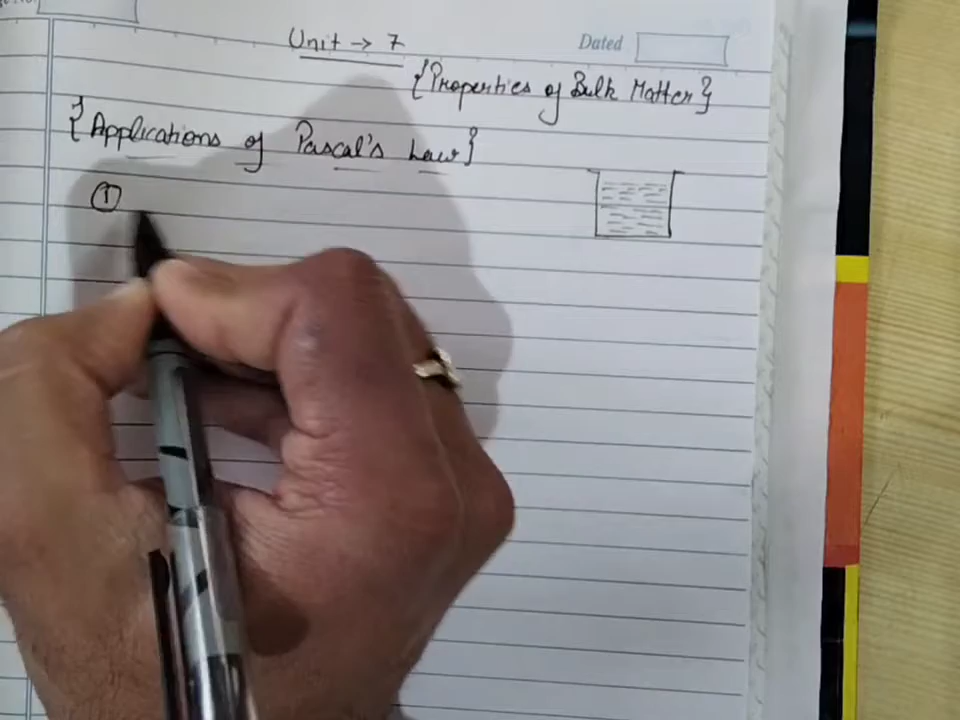 Unit → 7
Dated
{Properties of Bulk Matter}
{Applications of Pascal's Law}
①